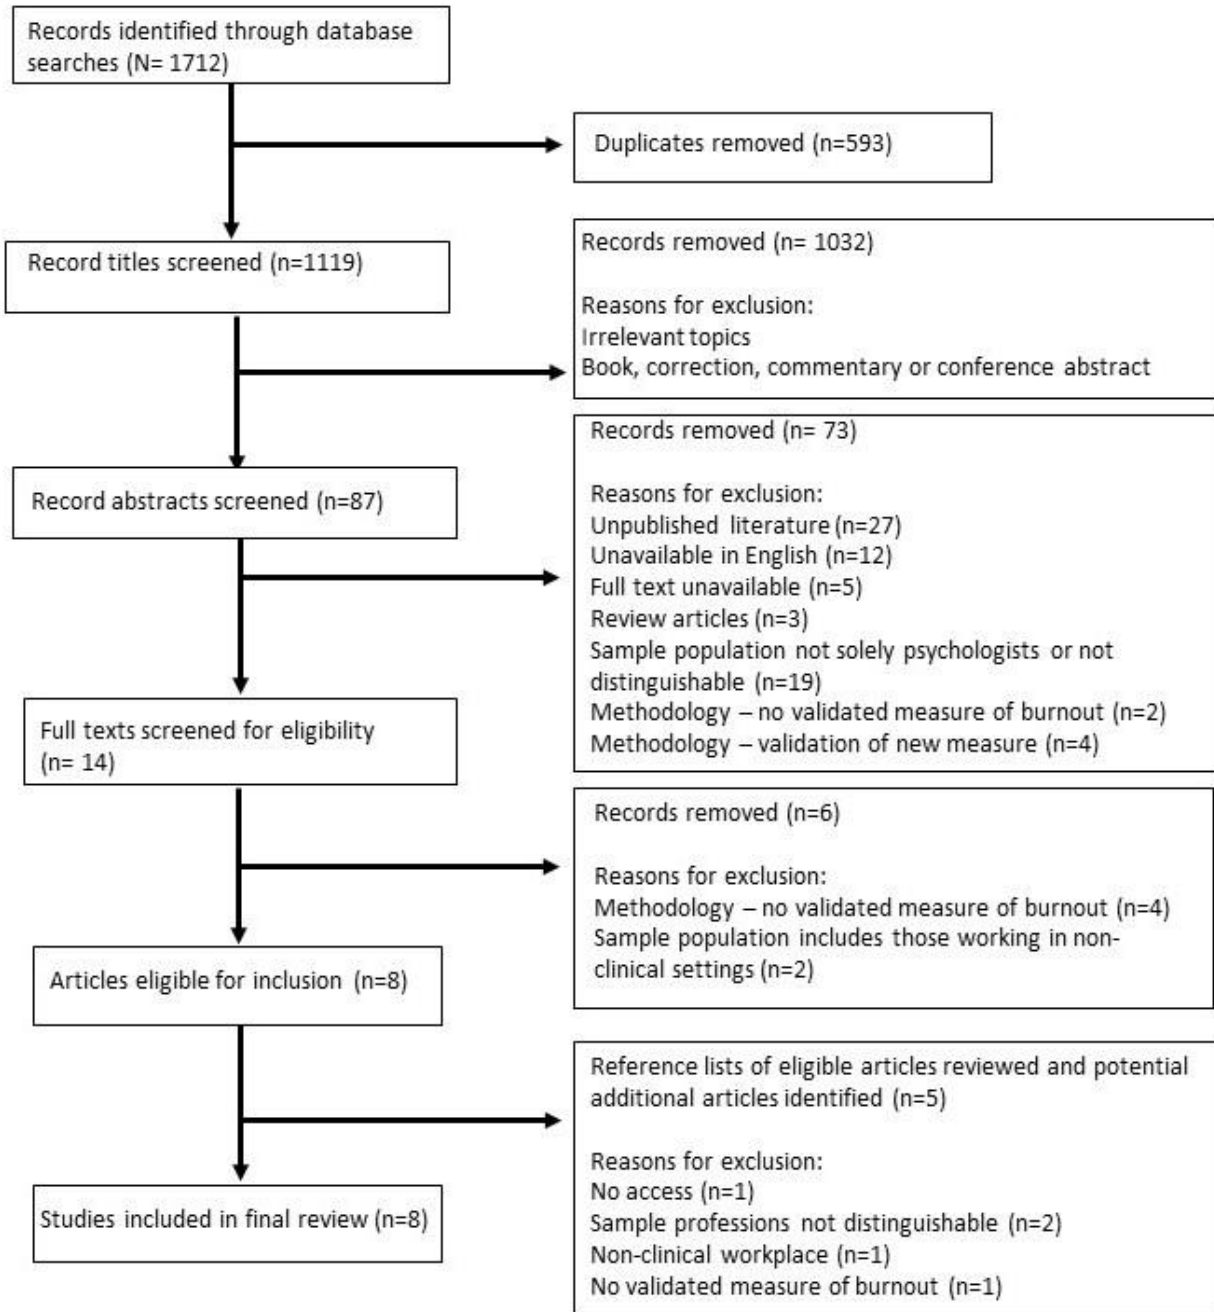 Records identified through database
searches (N= 1712)
Duplicates removed (n=593)
Record titles screened (n=1119)
Records removed (n= 1032)
Reasons for exclusion:
Irrelevant topics
Book, correction, commentary or conference abstract
Record abstracts screened (n=87)
Records removed (n= 73)
Reasons for exclusion:
Unpublished literature (n=27)
Unavailable in English (n=12)
Full text unavailable (n=5)
Review articles (n=3)
Sample population not solely psychologists or not
distinguishable (n=19)
Methodology – no validated measure of burnout (n=2)
Methodology – validation of new measure (n=4)
Full texts screened for eligibility
(n= 14)
Records removed (n=6)
Reasons for exclusion:
Methodology – no validated measure of burnout (n=4)
Sample population includes those working in non-
clinical settings (n=2)
Articles eligible for inclusion (n=8)
Reference lists of eligible articles reviewed and potential
additional articles identified (n=5)
Reasons for exclusion:
No access (n=1)
Sample professions not distinguishable (n=2)
Non-clinical workplace (n=1)
No validated measure of burnout (n=1)
Studies included in final review (n=8)